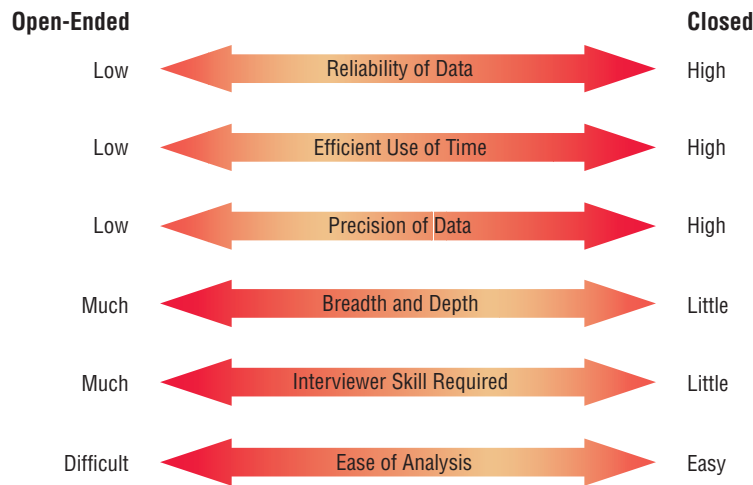 Open-Ended Closed
Low Reliability of Data High
Low Efficient Use of Time High
Low Precision of Data High
Much Breadth and Depth Little
Much Interviewer Skill Required Little
Difficult Ease of Analysis Easy